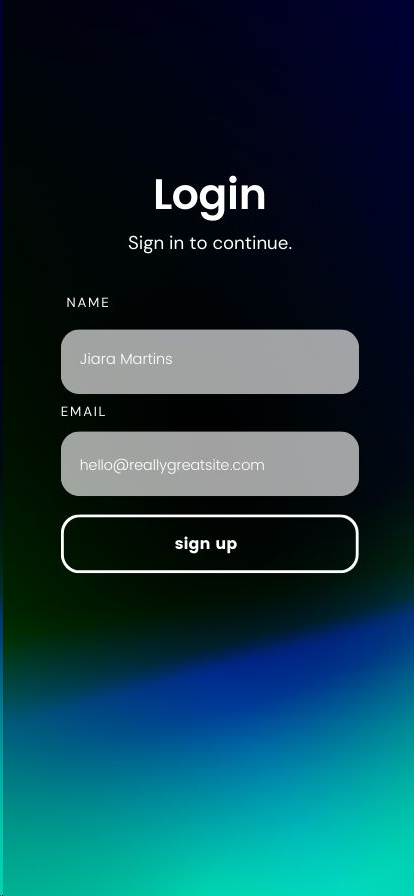 Login
Sign in to continue.
NAME
Jiara Martins
EMAIL
hello@reallygreatsite.com
sign up